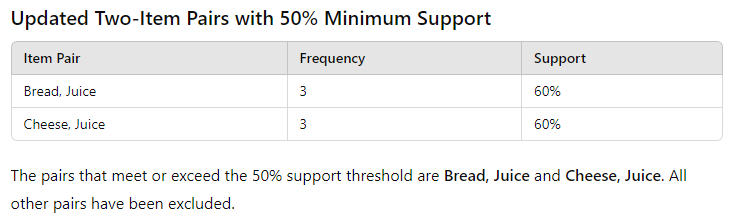 Updated Two-Item Pairs with 50% Minimum Support
Item Pair Frequency Support
Bread, Juice 3 60%
Cheese, Juice 3 60%
The pairs that meet or exceed the 50% support threshold are Bread, Juice and Cheese, Juice. All
other pairs have been excluded.